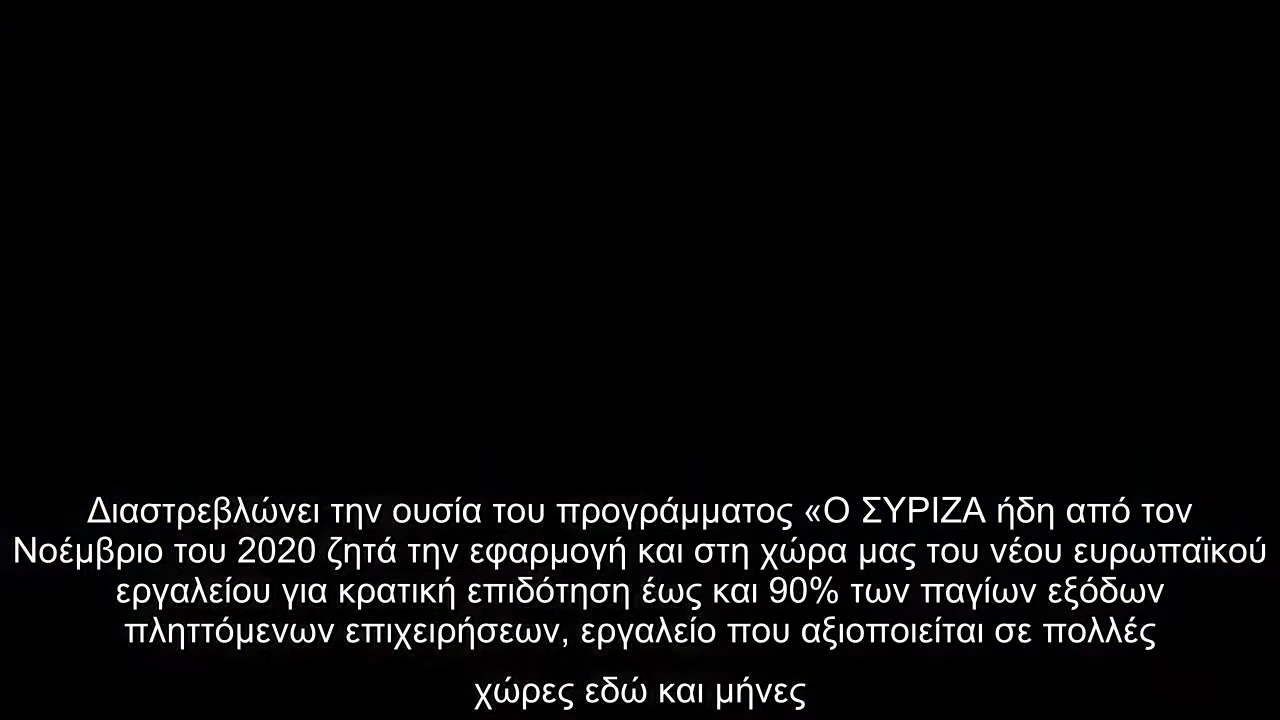 Διαστρεβλώνει την ουσία του προγράμματος «Ο ΣΥΡΙΖΑ ήδη από τον
Νοέμβριο του 2020 ζητά την εφαρμογή και στη χώρα μας του νέου ευρωπαϊκού
εργαλείου για κρατική επιδότηση έως και 90% των παγίων εξόδων
πληττόμενων επιχειρήσεων, εργαλείο που αξιοποιείται σε πολλές
χώρες εδώ και μήνες